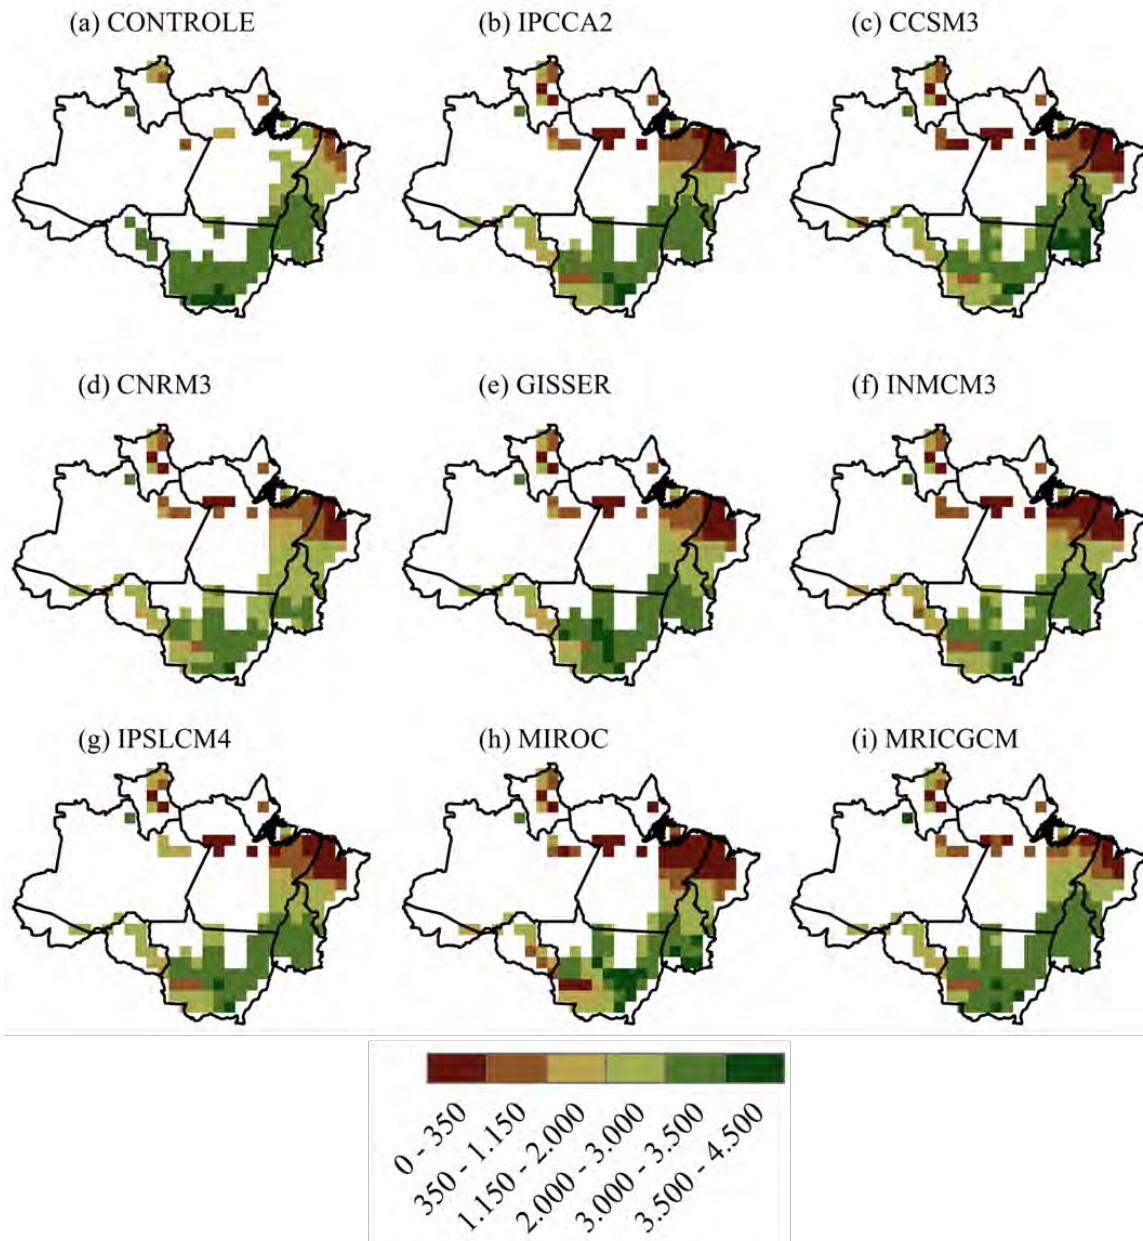 (a) CONTROLE (b) IPCCA2 (c) CCSM3
(d) CNRM3 (e) GISSER (f) INMCM3
(g) IPSLCM4 (h) MIROC (i) MRICGCM
0 - 350
350 - 1.150
1.150 - 2.000
2.000 - 3.000
3.000 - 3.500
3.500 - 4.500